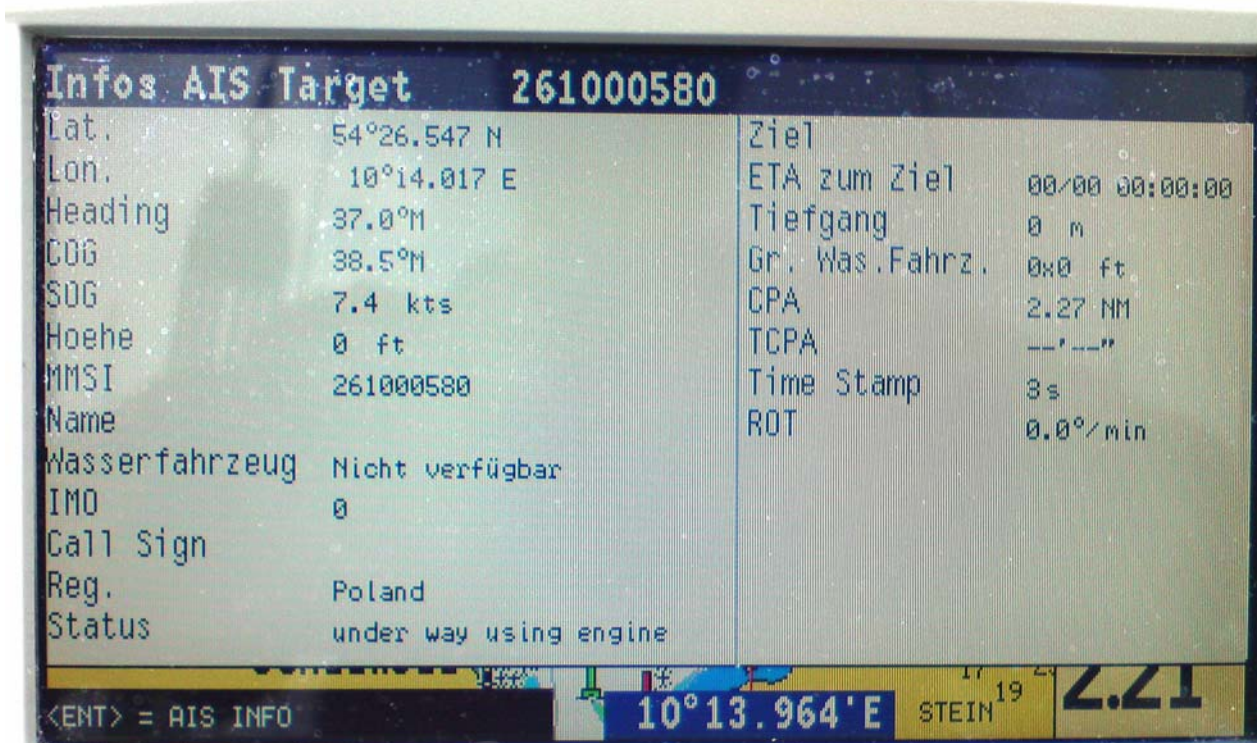 Infos AIS Target 261000580
Lat. 54°26.547 N
Lon. 10°14.017 E
Heading 37.0°M
COG 38.5°M
SOG 7.4 kts
Hoehe 0 ft
MMSI 261000580
Name
Wasserfahrzeug Nicht verfügbar
IMO 0
Call Sign
Reg. Poland
Status under way using engine
Ziel
ETA zum Ziel 00/00 00:00:00
Tiefgang 0 m
Gr. Was.Fahrz. 0x0 ft
CPA 2.27 NM
TCPA --'--"
Time Stamp 3s
ROT 0.0°/min
17
19
<ENT> = AIS INFO
10°13.964'E
STEIN
2.21